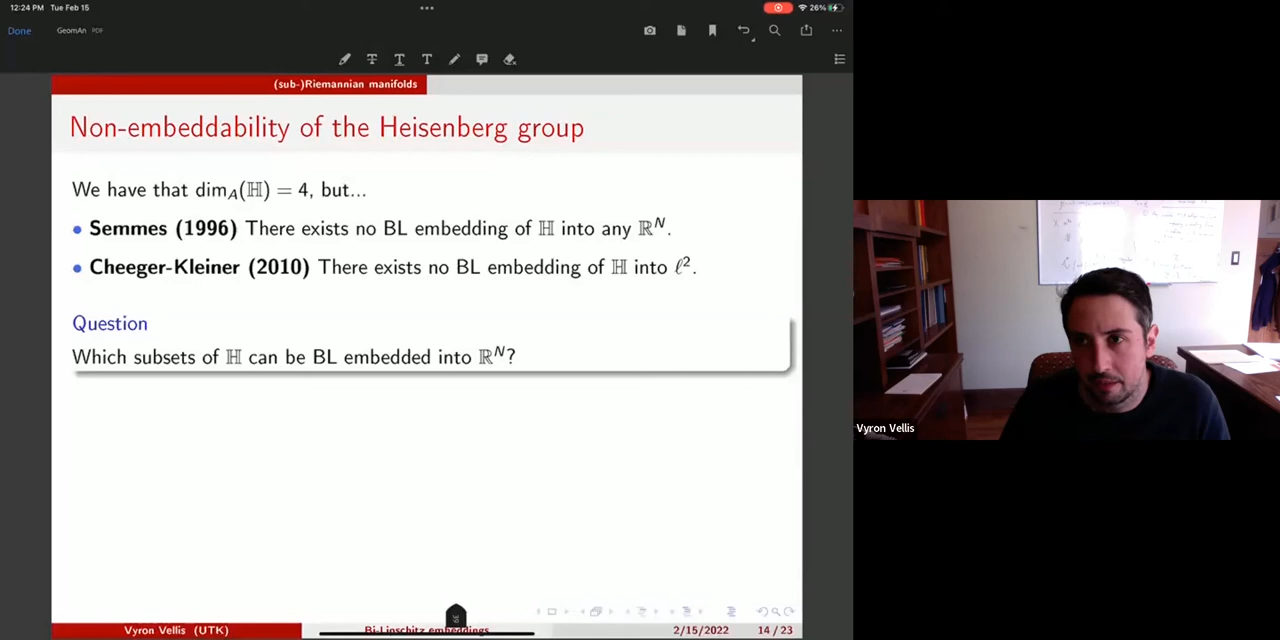 12:24 PM Tue Feb 15
26%
Done
GeomAn PDF
(sub-)Riemannian manifolds
Non-embeddability of the Heisenberg group
We have that dim_A(ℍ) = 4, but...
• Semmes (1996) There exists no BL embedding of ℍ into any ℝ^N.
• Cheeger-Kleiner (2010) There exists no BL embedding of ℍ into ℓ².
Question
Which subsets of ℍ can be BL embedded into ℝ^N?
Vyron Vellis
39
Vyron Vellis (UTK)
Bi-Lipschitz embeddings
2/15/2022
14 / 23